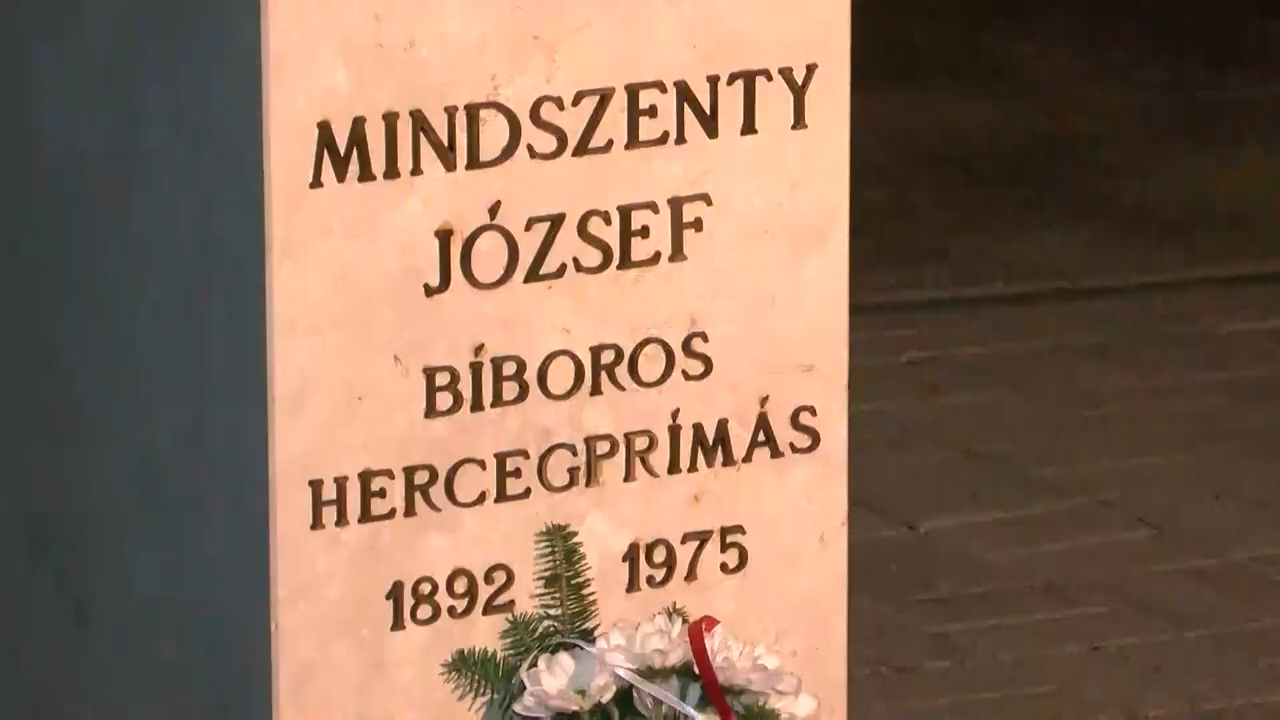 MINDSZENTY
JÓZSEF
BÍBOROS
HERCEGPRÍMÁS
1892 1975